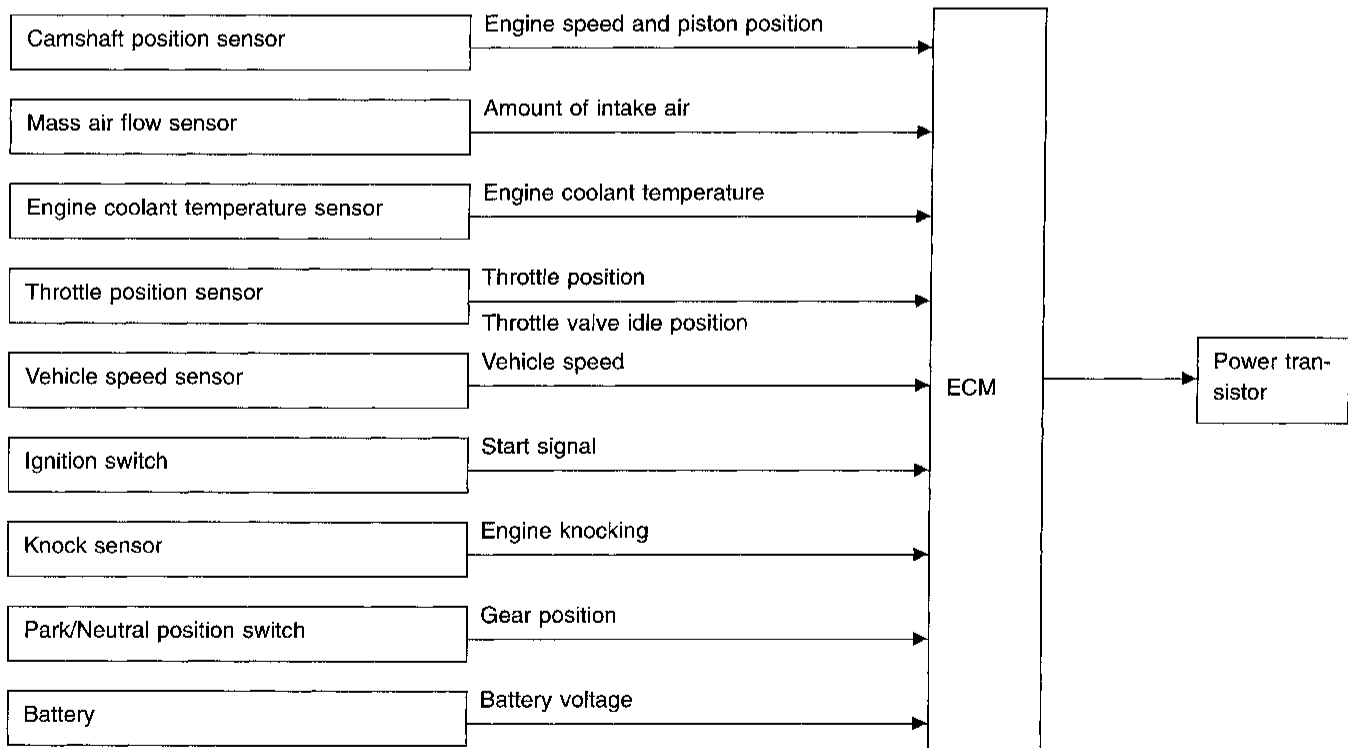 Camshaft position sensor
Engine speed and piston position
Mass air flow sensor
Amount of intake air
Engine coolant temperature sensor
Engine coolant temperature
Throttle position sensor
Throttle position
Throttle valve idle position
Vehicle speed sensor
Vehicle speed
Ignition switch
Start signal
Knock sensor
Engine knocking
Park/Neutral position switch
Gear position
Battery
Battery voltage
ECM
Power tran-
sistor